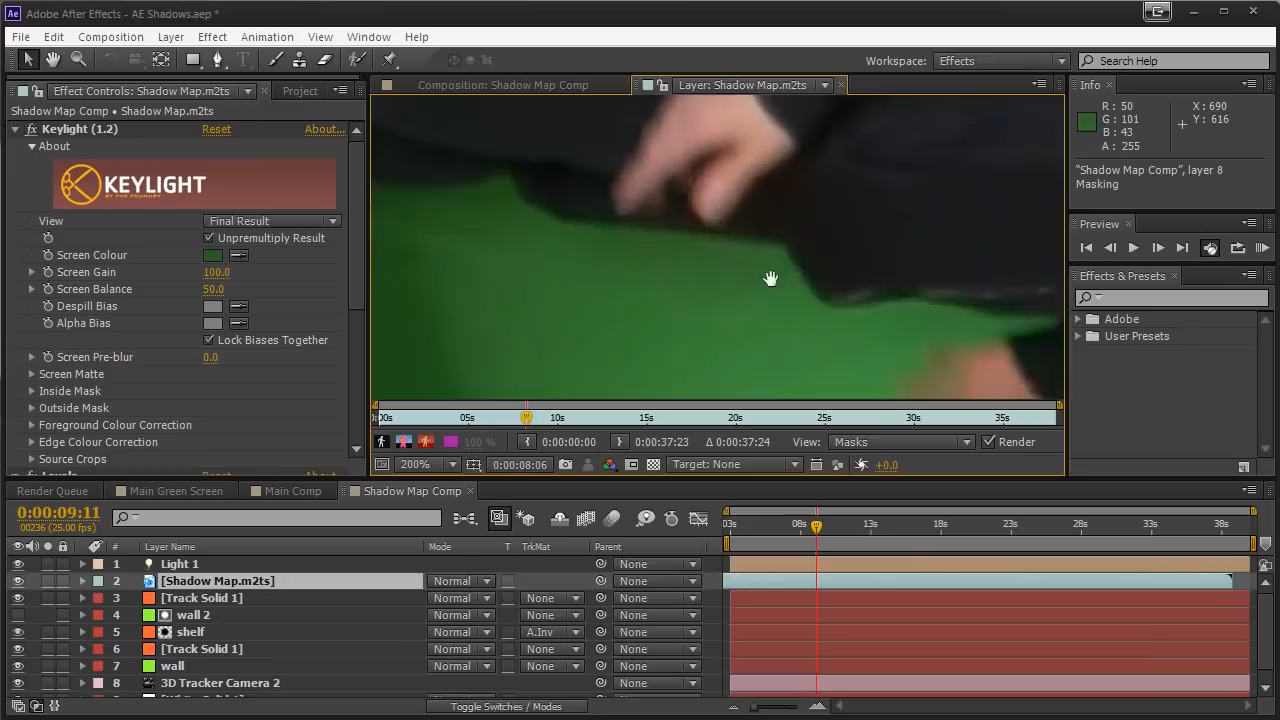 Ae Adobe After Effects - AE Shadows.aep *
File Edit Composition Layer Effect Animation View Window Help
Workspace: Effects Search Help
Effect Controls: Shadow Map.m2ts Project
Shadow Map Comp • Shadow Map.m2ts
fx Keylight (1.2) Reset About...
About
KEYLIGHT
BY THE FOUNDRY
View Final Result
Unpremultiply Result
Screen Colour
Screen Gain 100.0
Screen Balance 50.0
Despill Bias
Alpha Bias
Lock Biases Together
Screen Pre-blur 0.0
Screen Matte
Inside Mask
Outside Mask
Foreground Colour Correction
Edge Colour Correction
Source Crops
Composition: Shadow Map Comp Layer: Shadow Map.m2ts
05s 10s 15s 20s 25s 30s 35s
100 % 0:00:00:00 0:00:37:23 Δ 0:00:37:24 View: Masks Render
200% 0:00:08:06 Target: None +0.0
Info
R: 50 X: 690
G: 101 Y: 616
B: 43
A: 255
"Shadow Map Comp", layer 8
Masking
Preview
Effects & Presets
Adobe
User Presets
Render Queue Main Green Screen Main Comp Shadow Map Comp
0:00:09:11
00236 (25.00 fps)
03s 08s 13s 18s 23s 28s 33s 38s
# Layer Name Mode T TrkMat Parent
1 Light 1 None
2 [Shadow Map.m2ts] Normal None
3 [Track Solid 1] Normal None None
4 wall 2 Normal None None
5 shelf Normal A.Inv None
6 [Track Solid 1] Normal None None
7 wall Normal None None
8 3D Tracker Camera 2 None
Toggle Switches / Modes